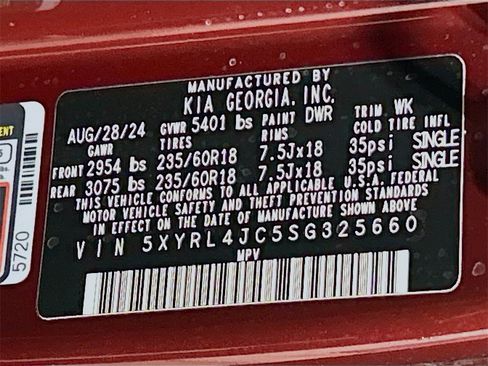 MANUFACTURED BY
KIA GEORGIA, INC.
AUG/28/24 GVWR 5401 bs PAINT DWR TRIM WK
GAWR TIRES RIMS COLD TIRE INFL
FRONT 2954 bs 235/60R18 7.5Jx18 35psi SINGLE
REAR 3075 bs 235/60R18 7.5Jx18 35psi SINGLE
THIS VEHICLE CONFORMS TO ALL APPLICABLE U.S.A. FEDERAL
MOTOR VEHICLE SAFETY AND THEFT PREVENTION STANDARDS
IN EFFECT ON THE DATE OF MANUFACTURE SHOWN ABOVE
VIN 5XYRL4JC5SG325660
MPV
5720